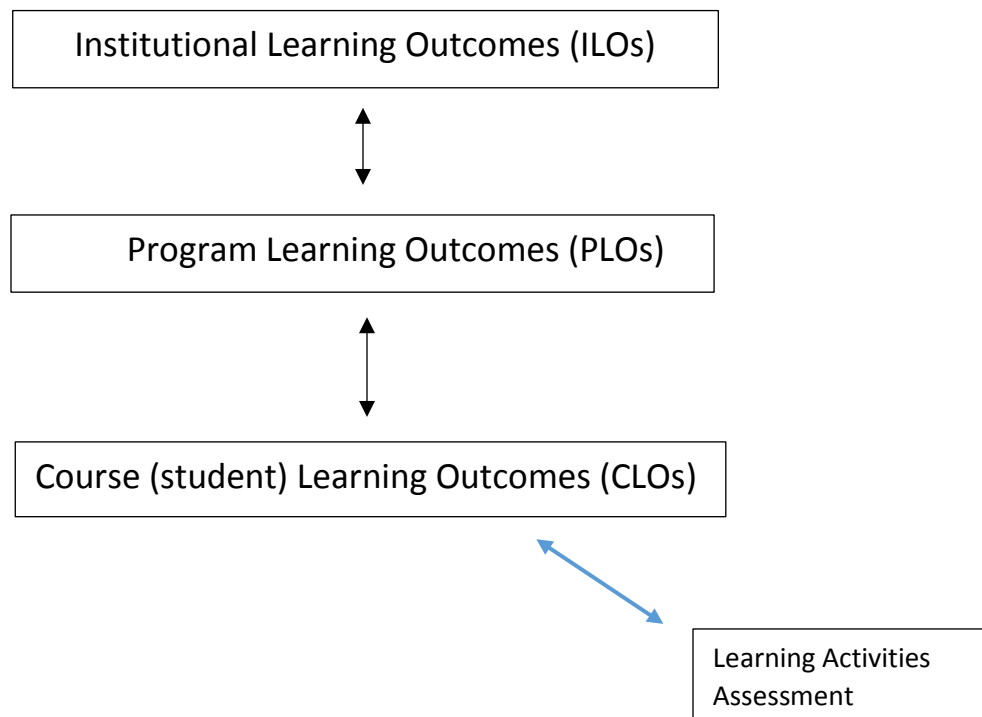 Institutional Learning Outcomes (ILOs)
Program Learning Outcomes (PLOs)
Course (student) Learning Outcomes (CLOs)
Learning Activities
Assessment